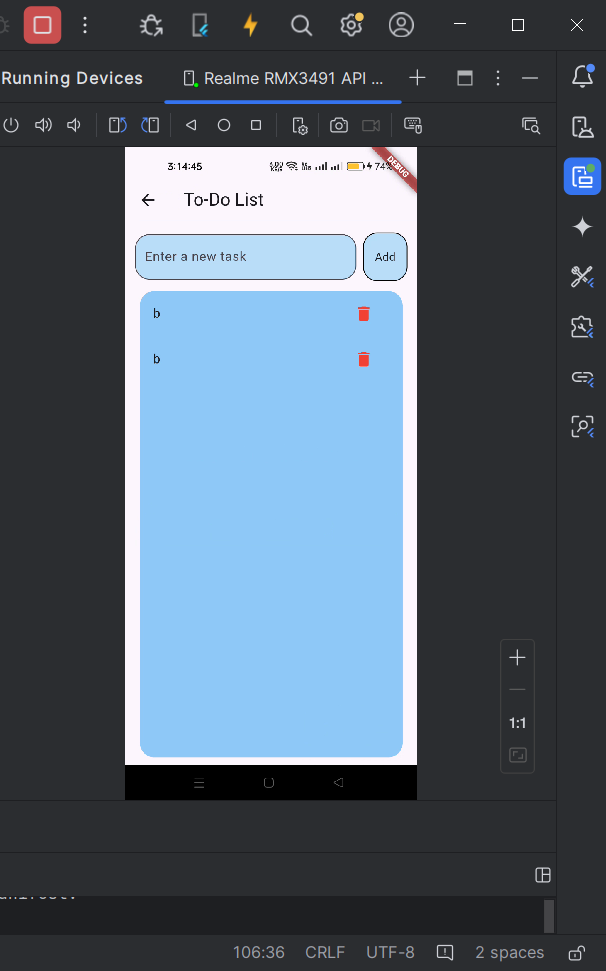 Running Devices
Realme RMX3491 API ...
3:14:45
74%
DEBUG
To-Do List
Enter a new task
Add
b
b
1:1
106:36 CRLF UTF-8 2 spaces